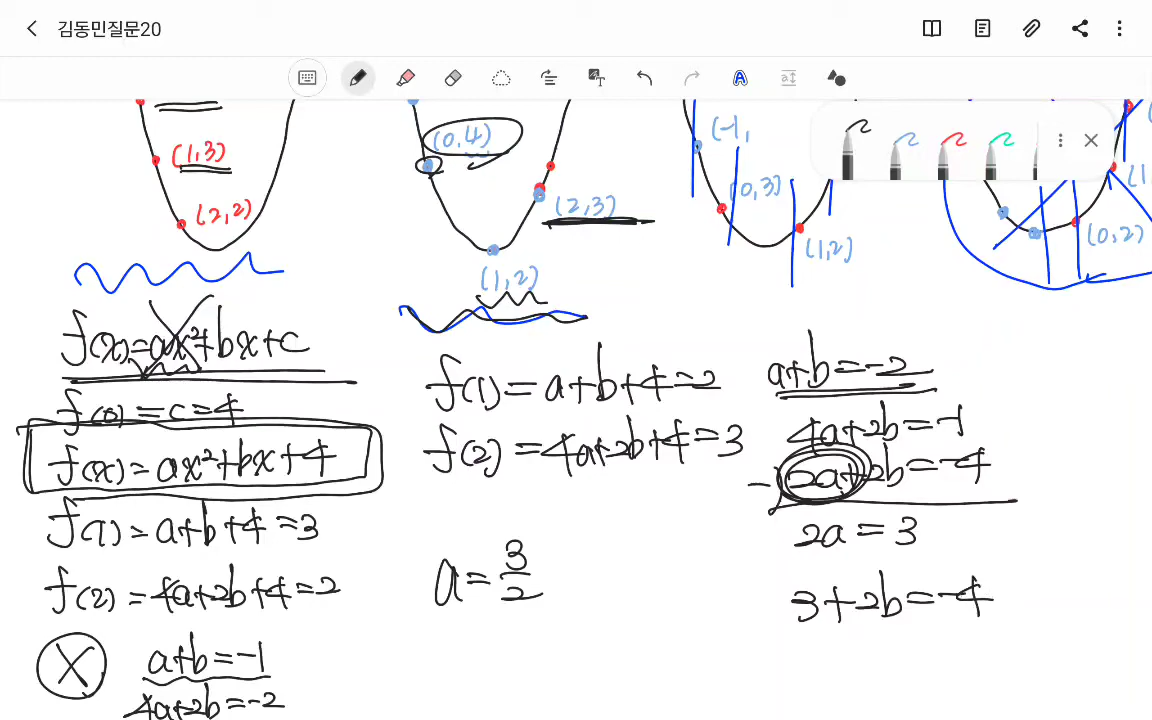 김동민질문20
(1,3)
(2,2)
(0,4)
(2,3)
(1,2)
(-1,
(0,3)
(1,2)
(1
(0,2)
f(x)=ax²+bx+c
f(0)=c=4
f(x)=ax²+bx+4
f(1)=a+b+4=3
f(2)=4a+2b+4=2
a+b=-1
4a+2b=-2
f(1)=a+b+4=2
f(2)=4a+2b+4=3
a=3/2
a+b=-2
4a+2b=-1
-) 2a+2b=-4
2a=3
3+2b=-4